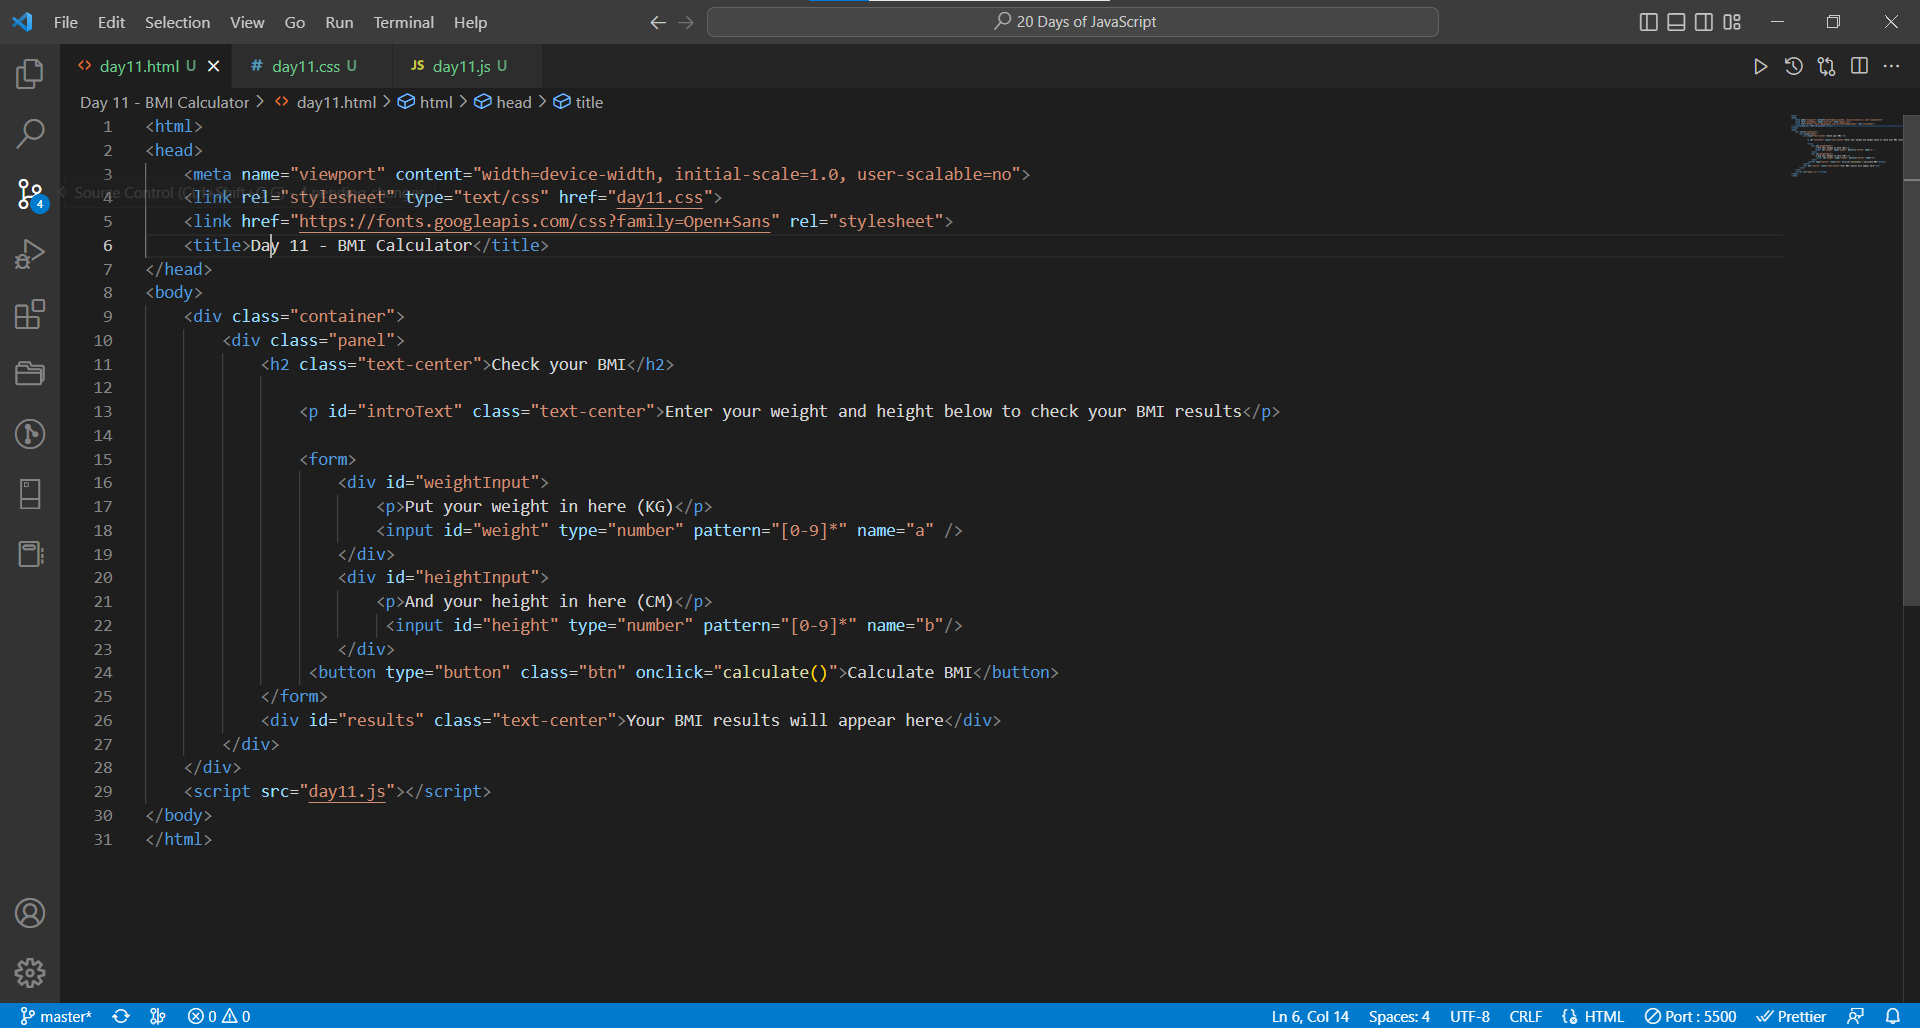 File Edit Selection View Go Run Terminal Help 20 Days of JavaScript
day11.html U day11.css U JS day11.js U
Day 11 - BMI Calculator > day11.html > html > head > title
1 <html>
2 <head>
3 <meta name="viewport" content="width=device-width, initial-scale=1.0, user-scalable=no">
4 <link rel="stylesheet" type="text/css" href="day11.css">
5 <link href="https://fonts.googleapis.com/css?family=Open+Sans" rel="stylesheet">
6 <title>Day 11 - BMI Calculator</title>
7 </head>
8 <body>
9 <div class="container">
10 <div class="panel">
11 <h2 class="text-center">Check your BMI</h2>
12
13 <p id="introText" class="text-center">Enter your weight and height below to check your BMI results</p>
14
15 <form>
16 <div id="weightInput">
17 <p>Put your weight in here (KG)</p>
18 <input id="weight" type="number" pattern="[0-9]*" name="a" />
19 </div>
20 <div id="heightInput">
21 <p>And your height in here (CM)</p>
22 <input id="height" type="number" pattern="[0-9]*" name="b"/>
23 </div>
24 <button type="button" class="btn" onclick="calculate()">Calculate BMI</button>
25 </form>
26 <div id="results" class="text-center">Your BMI results will appear here</div>
27 </div>
28 </div>
29 <script src="day11.js"></script>
30 </body>
31 </html>
Source Control
4
master* 0 0 Ln 6, Col 14 Spaces: 4 UTF-8 CRLF HTML Port : 5500 Prettier